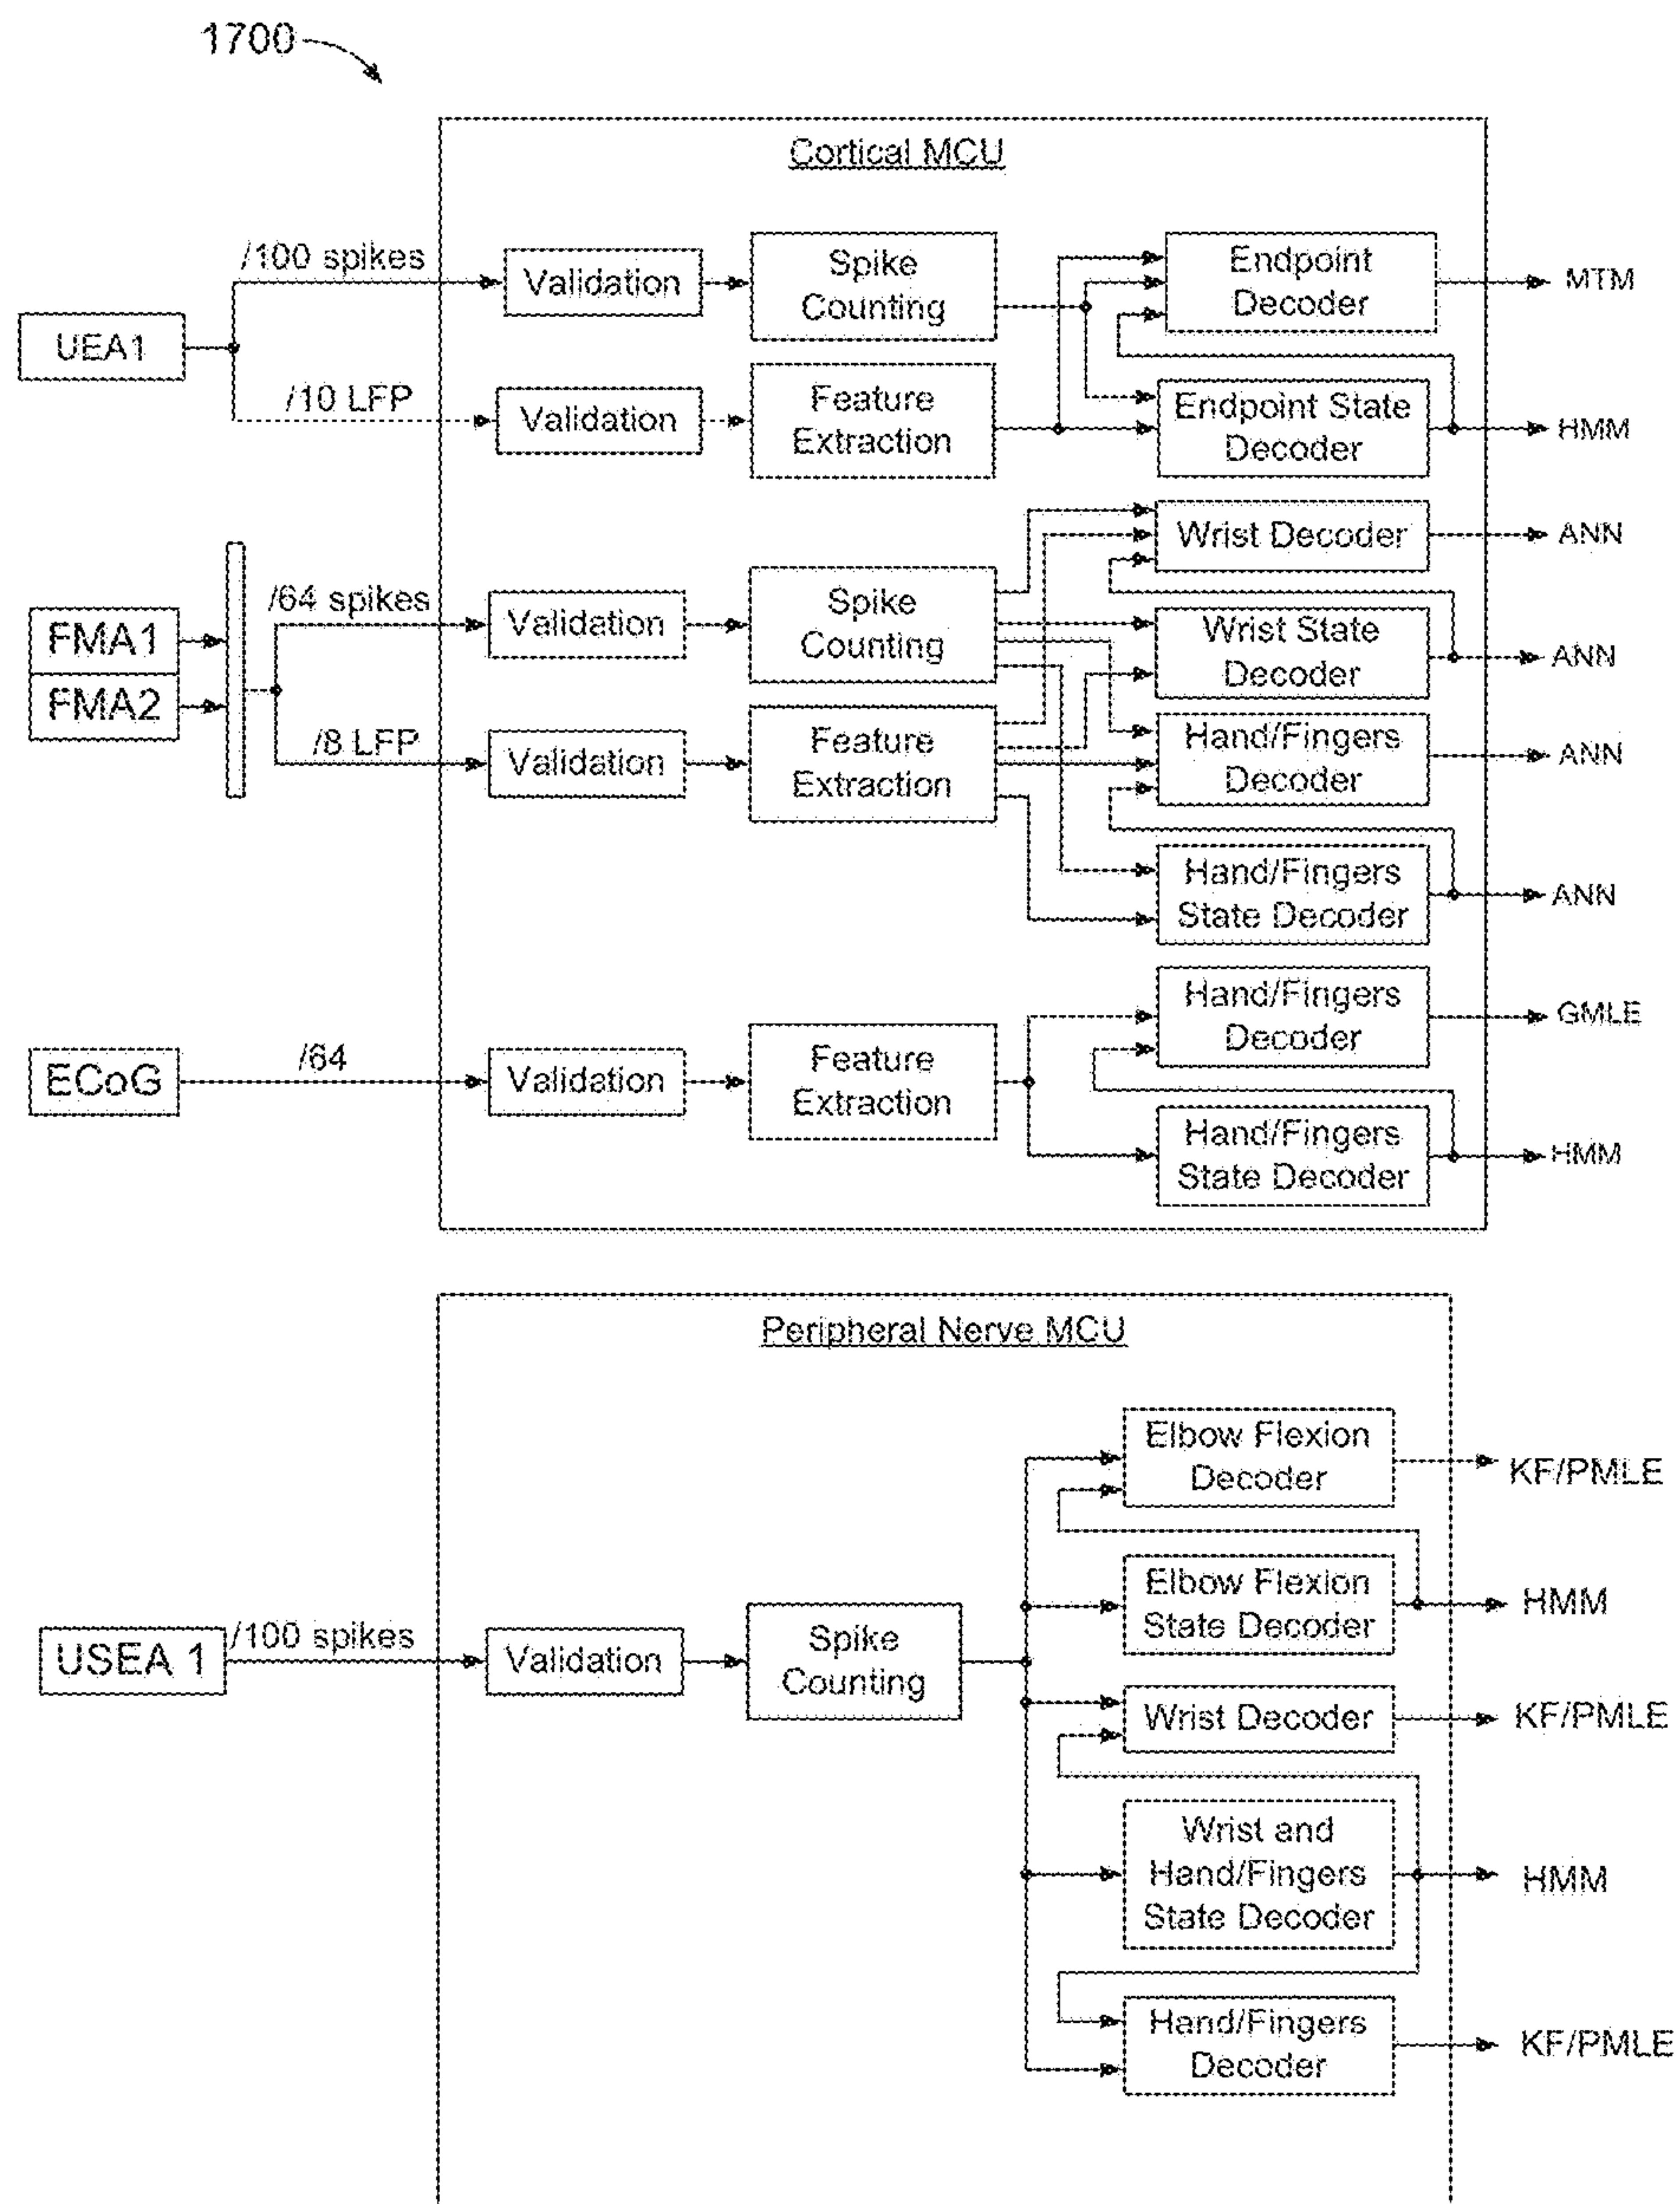 1700
Cortical MCU
/100 spikes
Validation
Spike
Counting
Endpoint
Decoder
MTM
UEA1
/10 LFP
Validation
Feature
Extraction
Endpoint State
Decoder
HMM
Wrist Decoder
ANN
/64 spikes
Validation
Spike
Counting
Wrist State
Decoder
ANN
FMA1
FMA2
/8 LFP
Validation
Feature
Extraction
Hand/Fingers
Decoder
ANN
Hand/Fingers
State Decoder
ANN
Hand/Fingers
Decoder
GMLE
ECoG
/64
Validation
Feature
Extraction
Hand/Fingers
State Decoder
HMM
Peripheral Nerve MCU
Elbow Flexion
Decoder
KF/PMLE
Elbow Flexion
State Decoder
HMM
USEA 1
/100 spikes
Validation
Spike
Counting
Wrist Decoder
KF/PMLE
Wrist and
Hand/Fingers
State Decoder
HMM
Hand/Fingers
Decoder
KF/PMLE